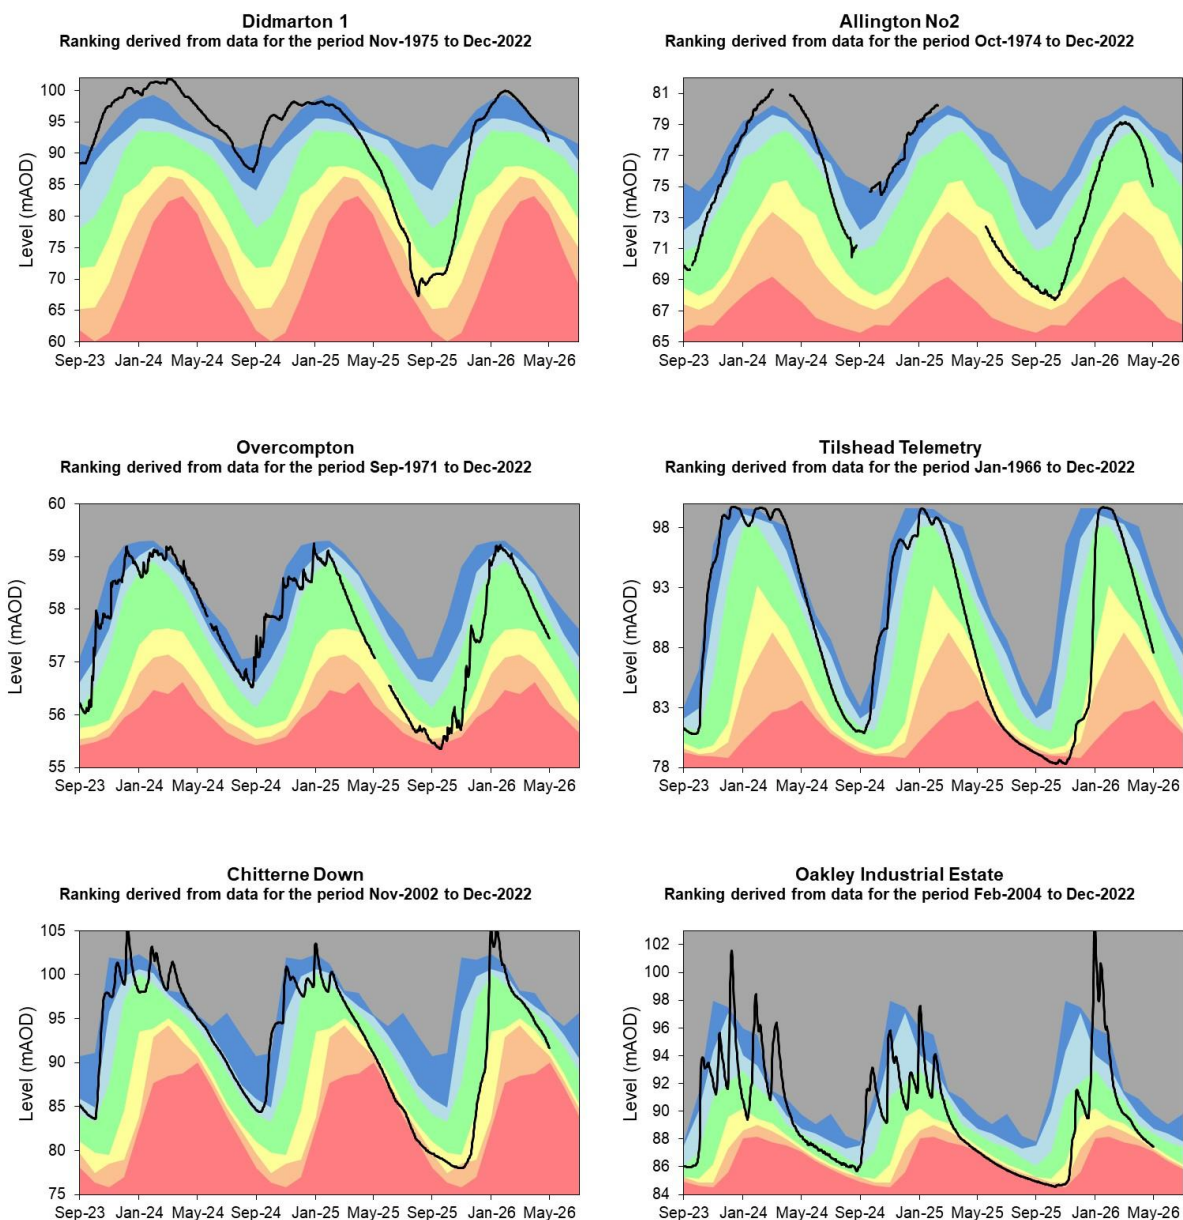 Didmarton 1
Ranking derived from data for the period Nov-1975 to Dec-2022
Level (mAOD)
100
95
90
85
80
75
70
65
60
Sep-23 Jan-24 May-24 Sep-24 Jan-25 May-25 Sep-25 Jan-26 May-26
Allington No2
Ranking derived from data for the period Oct-1974 to Dec-2022
Level (mAOD)
81
79
77
75
73
71
69
67
65
Sep-23 Jan-24 May-24 Sep-24 Jan-25 May-25 Sep-25 Jan-26 May-26
Overcompton
Ranking derived from data for the period Sep-1971 to Dec-2022
Level (mAOD)
60
59
58
57
56
55
Sep-23 Jan-24 May-24 Sep-24 Jan-25 May-25 Sep-25 Jan-26 May-26
Tilshead Telemetry
Ranking derived from data for the period Jan-1966 to Dec-2022
Level (mAOD)
98
93
88
83
78
Sep-23 Jan-24 May-24 Sep-24 Jan-25 May-25 Sep-25 Jan-26 May-26
Chitterne Down
Ranking derived from data for the period Nov-2002 to Dec-2022
Level (mAOD)
105
100
95
90
85
80
75
Sep-23 Jan-24 May-24 Sep-24 Jan-25 May-25 Sep-25 Jan-26 May-26
Oakley Industrial Estate
Ranking derived from data for the period Feb-2004 to Dec-2022
Level (mAOD)
102
100
98
96
94
92
90
88
86
84
Sep-23 Jan-24 May-24 Sep-24 Jan-25 May-25 Sep-25 Jan-26 May-26